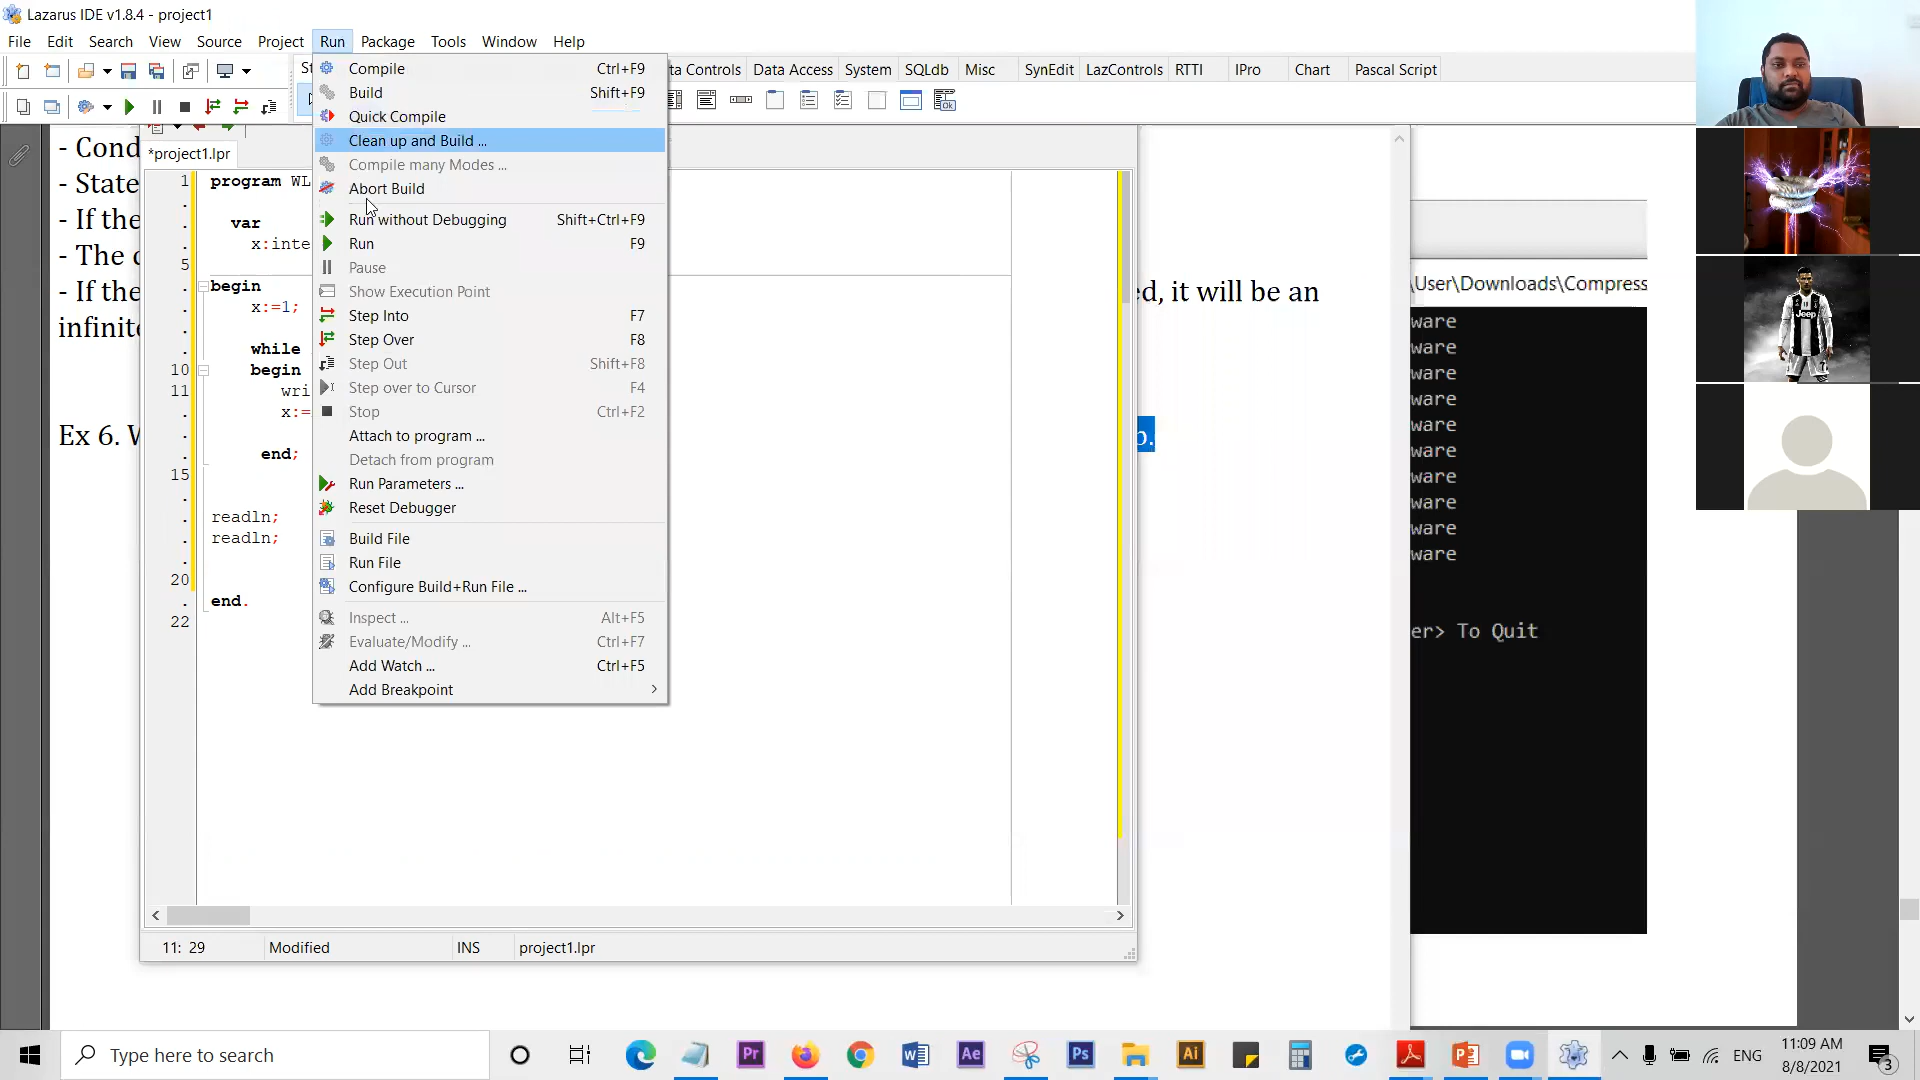 Lazarus IDE v1.8.4 - project1
File Edit Search View Source Project Run Package Tools Window Help
Data Access System SQLdb Misc SynEdit LazControls RTTI IPro Chart Pascal Script
Controls
Compile Ctrl+F9
Build Shift+F9
Quick Compile
Clean up and Build ...
Compile many Modes ...
Abort Build
Run without Debugging Shift+Ctrl+F9
Run F9
Pause
Show Execution Point
Step Into F7
Step Over F8
Step Out Shift+F8
Step over to Cursor F4
Stop Ctrl+F2
Attach to program ...
Detach from program
Run Parameters ...
Reset Debugger
Build File
Run File
Configure Build+Run File ...
Inspect ... Alt+F5
Evaluate/Modify ... Ctrl+F7
Add Watch ... Ctrl+F5
Add Breakpoint
- Cond
- State
- If the
- The
- If the
ed, it will be an
infinit
Ex 6. W
*project1.lpr
1 program WL
var
x:inte
5
begin
x:=1;
while
10 begin
11 wri
x:=
end;
15
readln;
readln;
20
end.
22
11: 29 Modified INS project1.lpr
\User\Downloads\Compress
ware
ware
ware
ware
ware
ware
ware
ware
ware
ware
er> To Quit
Jeep
Type here to search
Pr
Ae
Ps
Ai
ENG
11:09 AM
8/8/2021
3